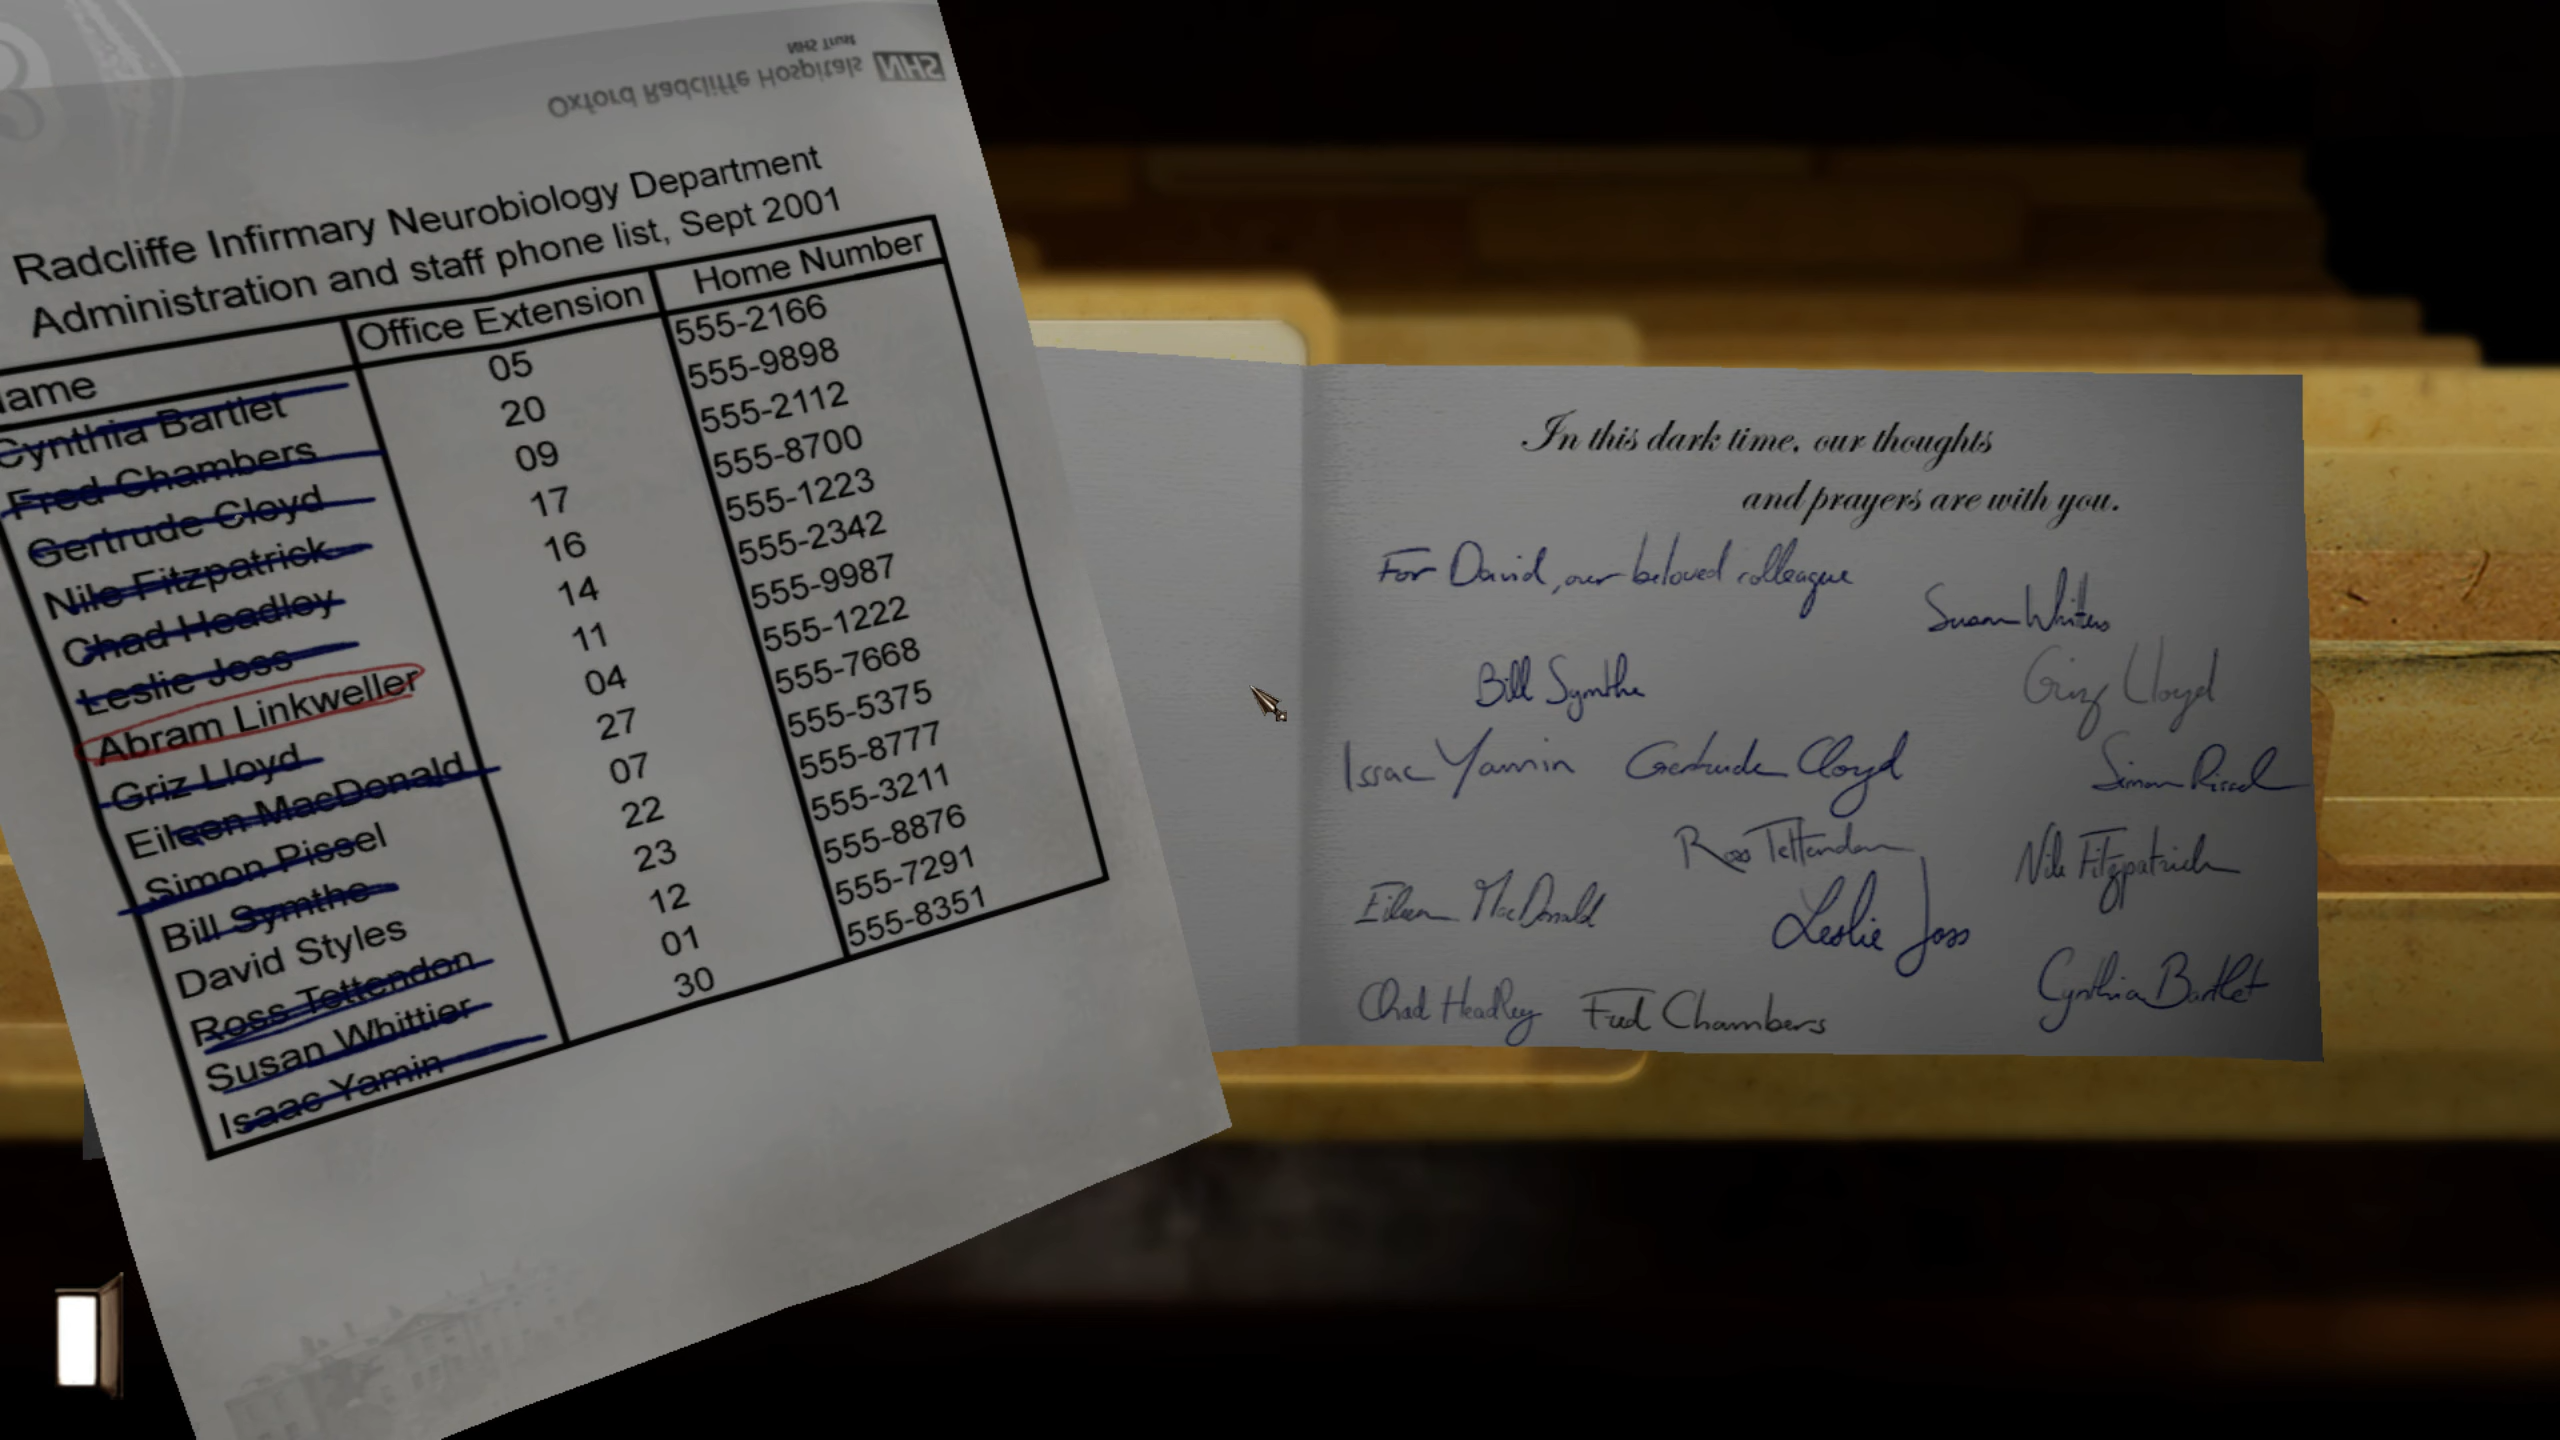 NHS Trust
Oxford Radcliffe Hospitals NHS
Radcliffe Infirmary Neurobiology Department
Administration and staff phone list, Sept 2001
ame Office Extension Home Number
Cynthia Bartlet 05 555-2166
Fred Chambers 20 555-9898
Gertrude Cloyd 09 555-2112
Nile Fitzpatrick 17 555-8700
Chad Headley 16 555-1223
Leslie Joss 14 555-2342
Abram Linkweller 11 555-9987
Griz Lloyd 04 555-1222
Eileen MacDonald 27 555-7668
Simon Pissel 07 555-5375
Bill Symthe 22 555-8777
David Styles 23 555-3211
Ross Tettendon 12 555-8876
Susan Whittier 01 555-7291
Isaac Yamin 30 555-8351
In this dark time, our thoughts
and prayers are with you.
For David, our beloved colleague
Susan
Bill Symthe
Griz Lloyd
Issac Yamin Gertrude Cloyd
Simon
Ross Tettendon
Nile Fitzpatrick
Eileen MacDonald
Leslie Joss
Cynthia Bartlet
Chad Headley Fred Chambers